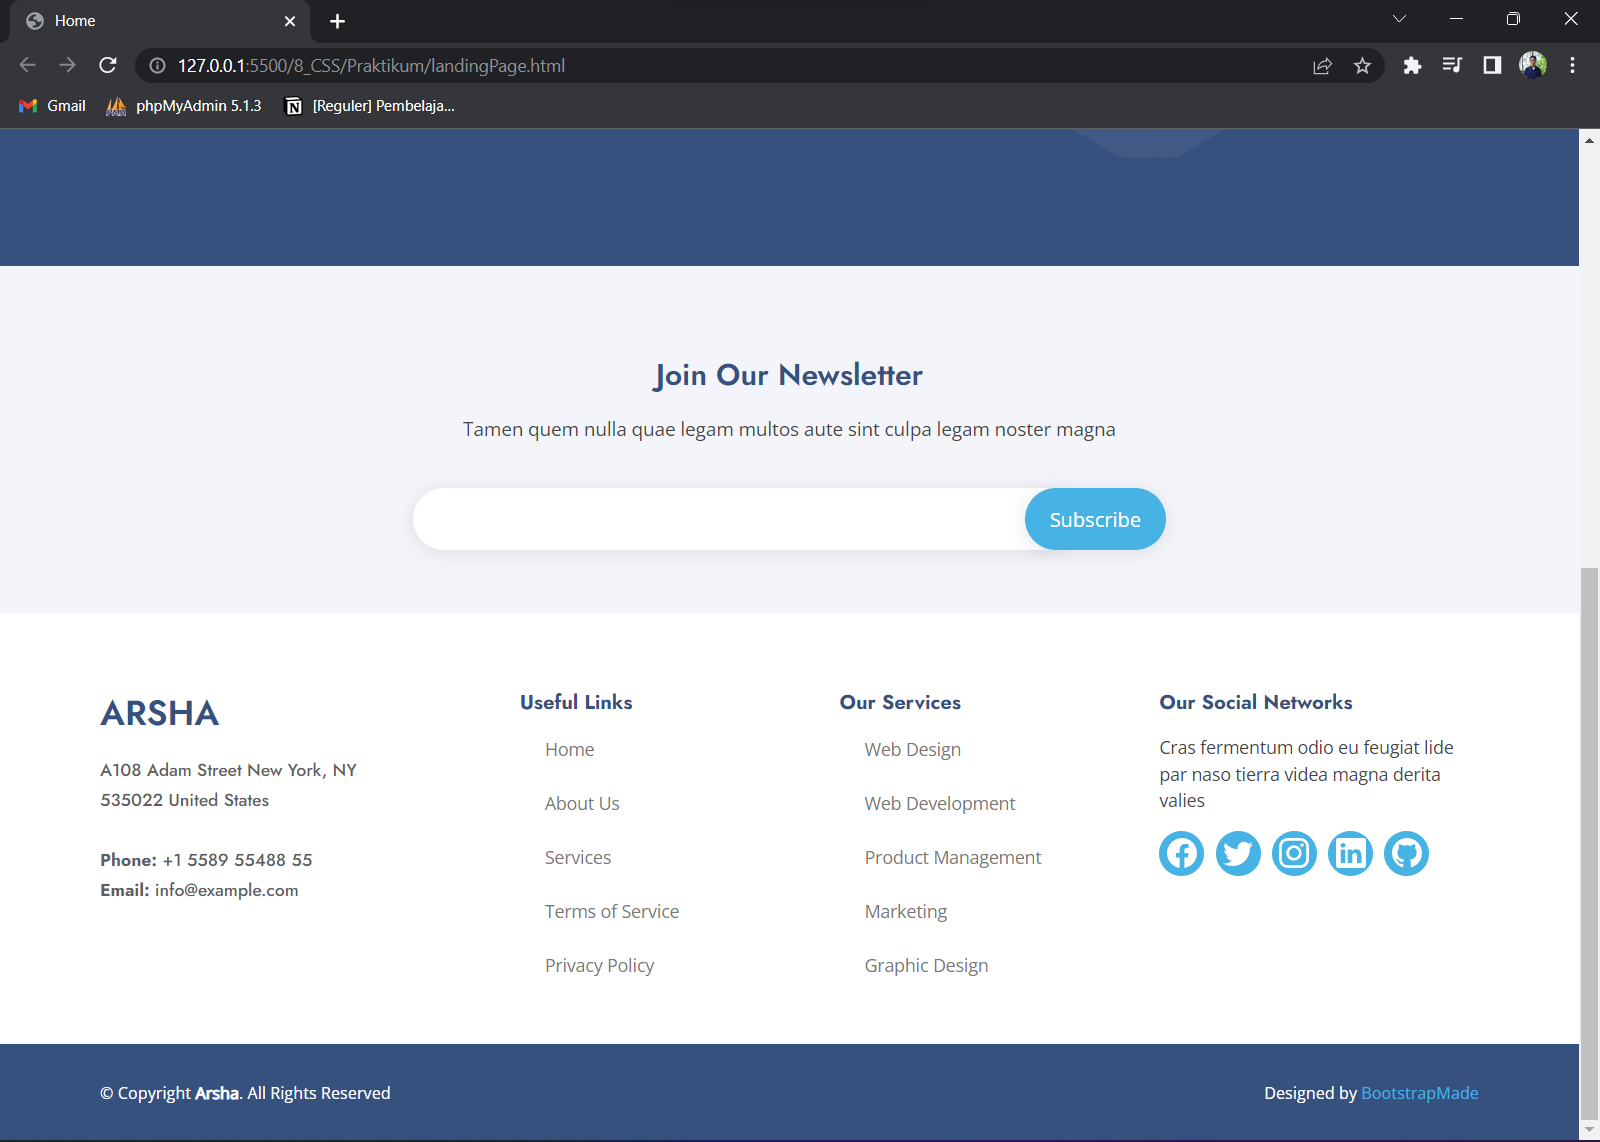 Home
127.0.0.1:5500/8_CSS/Praktikum/landingPage.html
Gmail
phpMyAdmin 5.1.3
[Reguler] Pembelaja...
Join Our Newsletter
Tamen quem nulla quae legam multos aute sint culpa legam noster magna
Subscribe
ARSHA
A108 Adam Street New York, NY
535022 United States
Phone: +1 5589 55488 55
Email: info@example.com
Useful Links
Home
About Us
Services
Terms of Service
Privacy Policy
Our Services
Web Design
Web Development
Product Management
Marketing
Graphic Design
Our Social Networks
Cras fermentum odio eu feugiat lide
par naso tierra videa magna derita
valies
© Copyright Arsha. All Rights Reserved
Designed by BootstrapMade